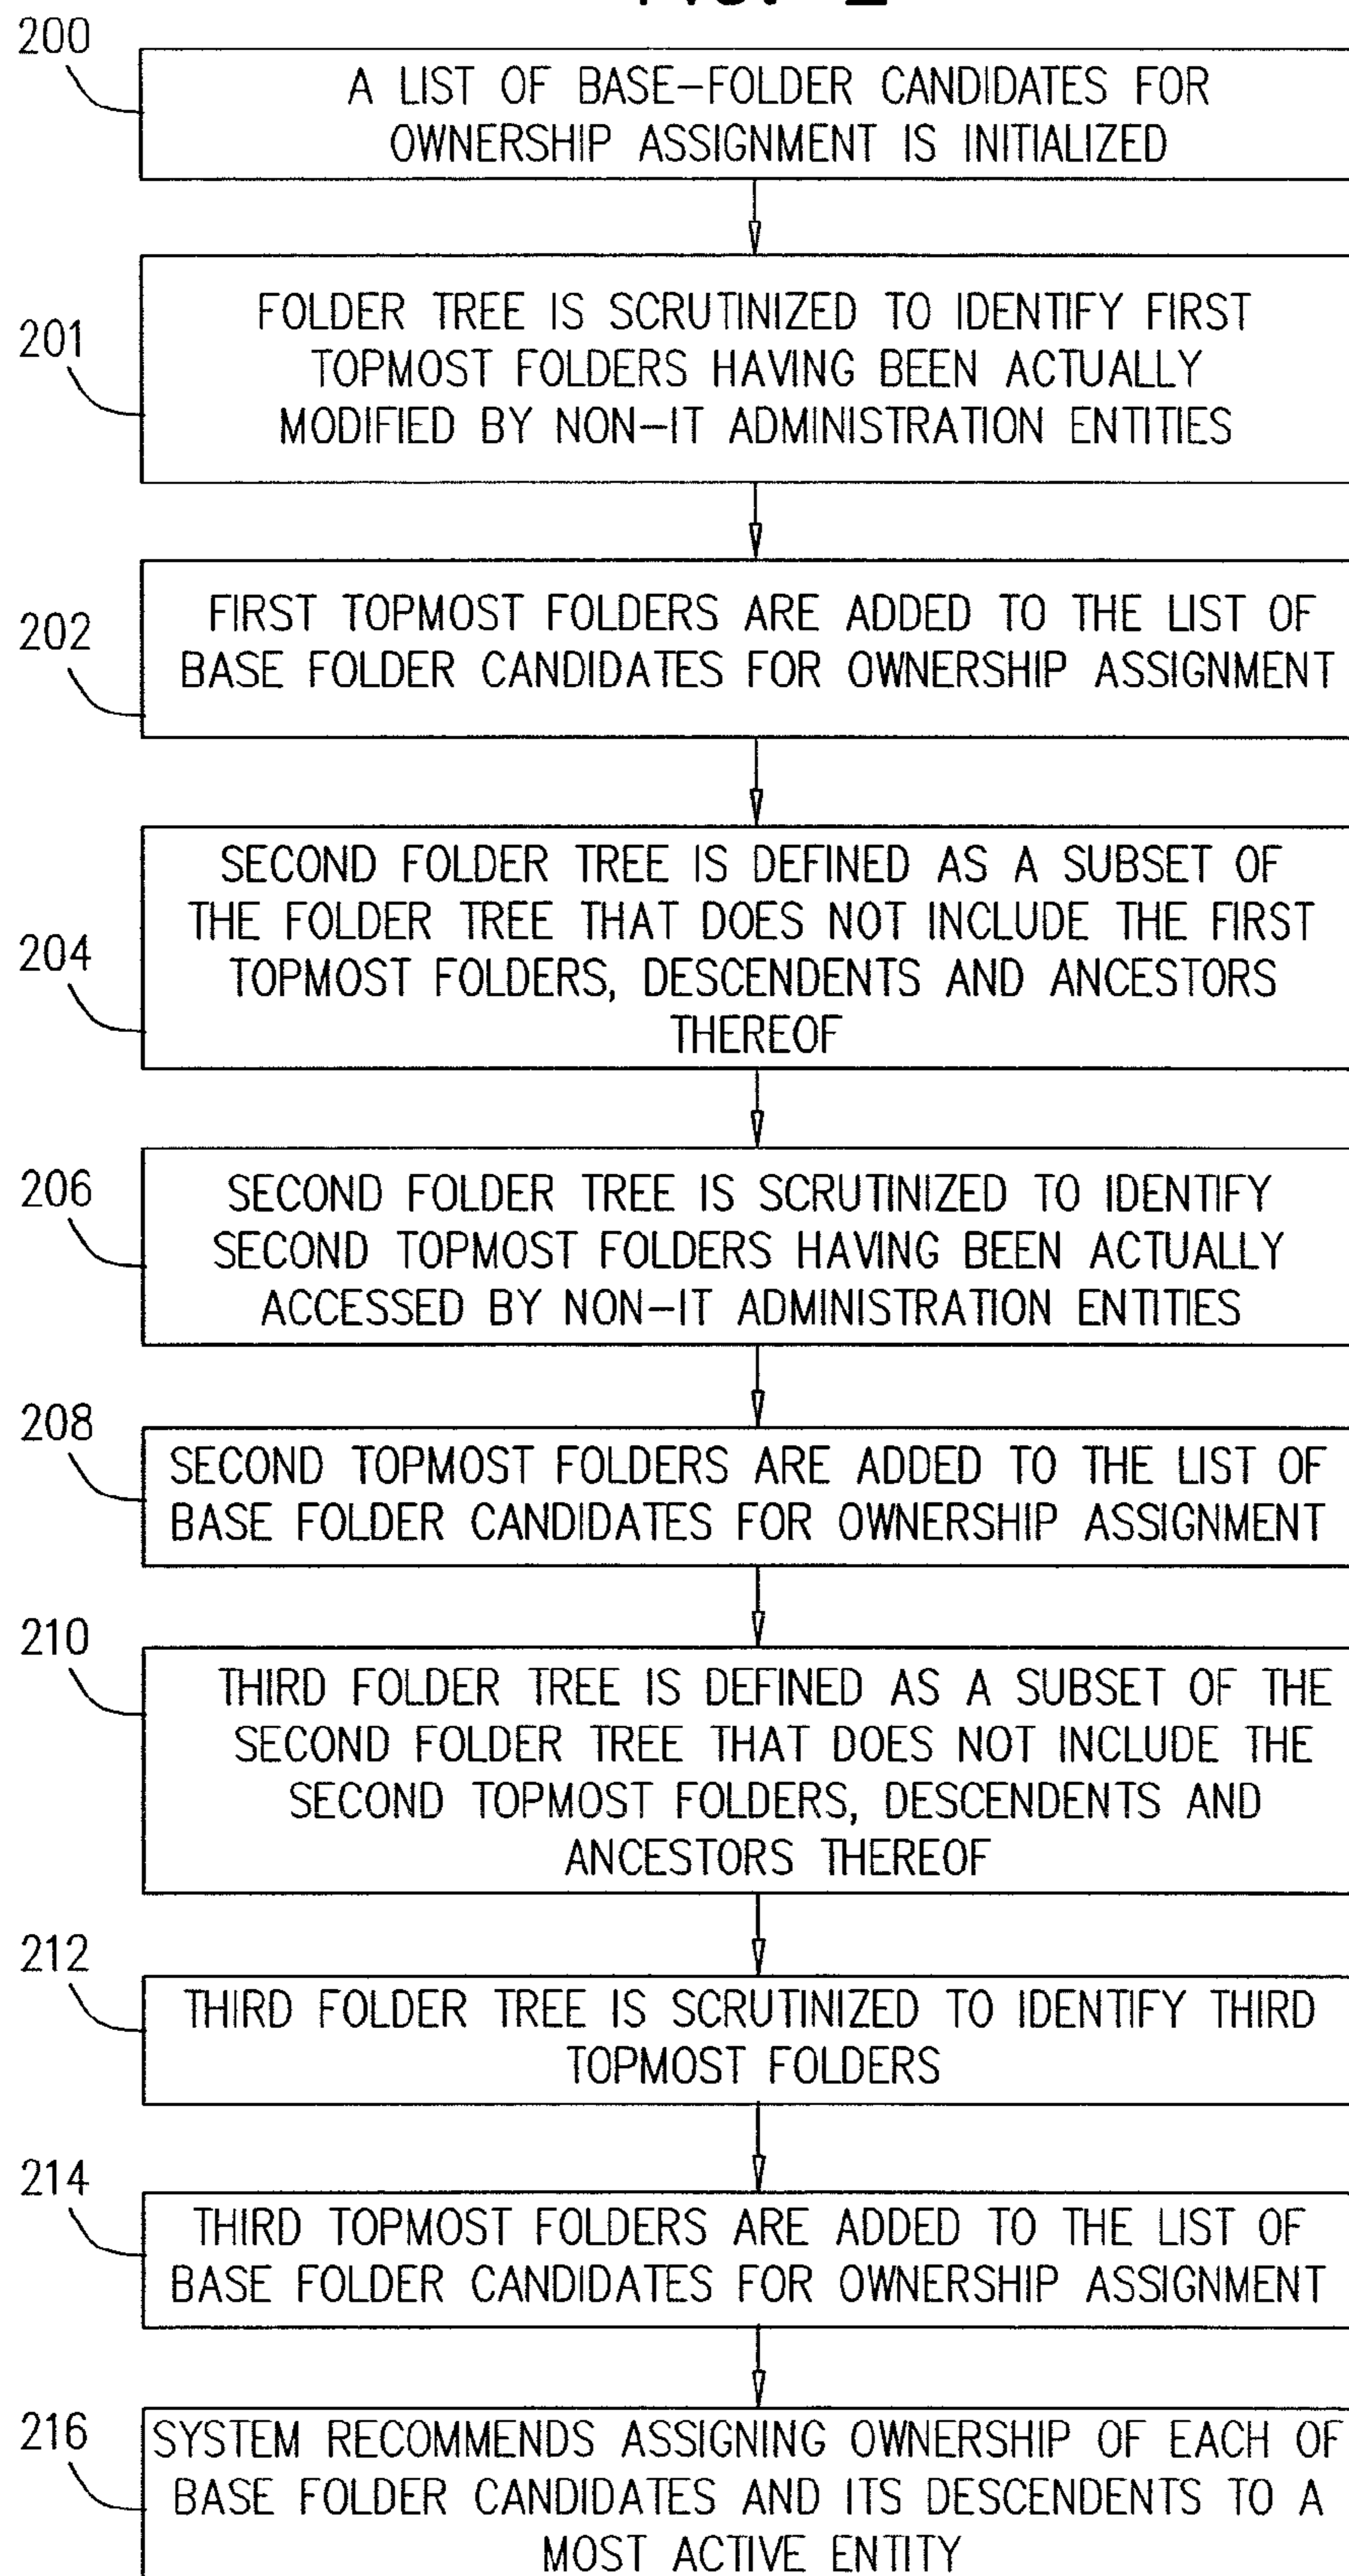 200
A LIST OF BASE-FOLDER CANDIDATES FOR
OWNERSHIP ASSIGNMENT IS INITIALIZED
201
FOLDER TREE IS SCRUTINIZED TO IDENTIFY FIRST
TOPMOST FOLDERS HAVING BEEN ACTUALLY
MODIFIED BY NON-IT ADMINISTRATION ENTITIES
202
FIRST TOPMOST FOLDERS ARE ADDED TO THE LIST OF
BASE FOLDER CANDIDATES FOR OWNERSHIP ASSIGNMENT
204
SECOND FOLDER TREE IS DEFINED AS A SUBSET OF
THE FOLDER TREE THAT DOES NOT INCLUDE THE FIRST
TOPMOST FOLDERS, DESCENDENTS AND ANCESTORS
THEREOF
206
SECOND FOLDER TREE IS SCRUTINIZED TO IDENTIFY
SECOND TOPMOST FOLDERS HAVING BEEN ACTUALLY
ACCESSED BY NON-IT ADMINISTRATION ENTITIES
208
SECOND TOPMOST FOLDERS ARE ADDED TO THE LIST OF
BASE FOLDER CANDIDATES FOR OWNERSHIP ASSIGNMENT
210
THIRD FOLDER TREE IS DEFINED AS A SUBSET OF THE
SECOND FOLDER TREE THAT DOES NOT INCLUDE THE
SECOND TOPMOST FOLDERS, DESCENDENTS AND
ANCESTORS THEREOF
212
THIRD FOLDER TREE IS SCRUTINIZED TO IDENTIFY THIRD
TOPMOST FOLDERS
214
THIRD TOPMOST FOLDERS ARE ADDED TO THE LIST OF
BASE FOLDER CANDIDATES FOR OWNERSHIP ASSIGNMENT
216
SYSTEM RECOMMENDS ASSIGNING OWNERSHIP OF EACH OF
BASE FOLDER CANDIDATES AND ITS DESCENDENTS TO A
MOST ACTIVE ENTITY